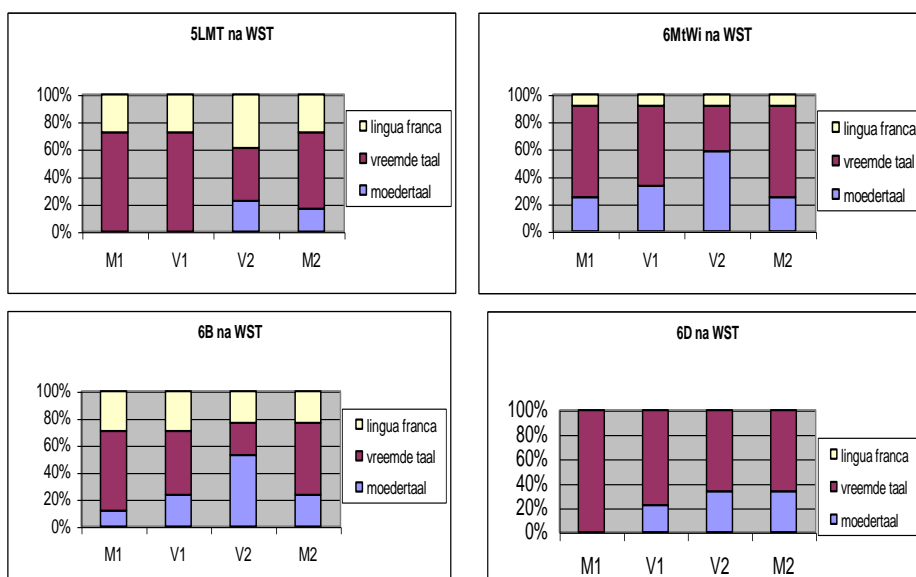 5LMT na WST
100%
80%
60%
40%
20%
0%
M1 V1 V2 M2
lingua franca
vreemde taal
moedertaal
6MtWi na WST
100%
80%
60%
40%
20%
0%
M1 V1 V2 M2
lingua franca
vreemde taal
moedertaal
6B na WST
100%
80%
60%
40%
20%
0%
M1 V1 V2 M2
lingua franca
vreemde taal
moedertaal
6D na WST
100%
80%
60%
40%
20%
0%
M1 V1 V2 M2
lingua franca
vreemde taal
moedertaal